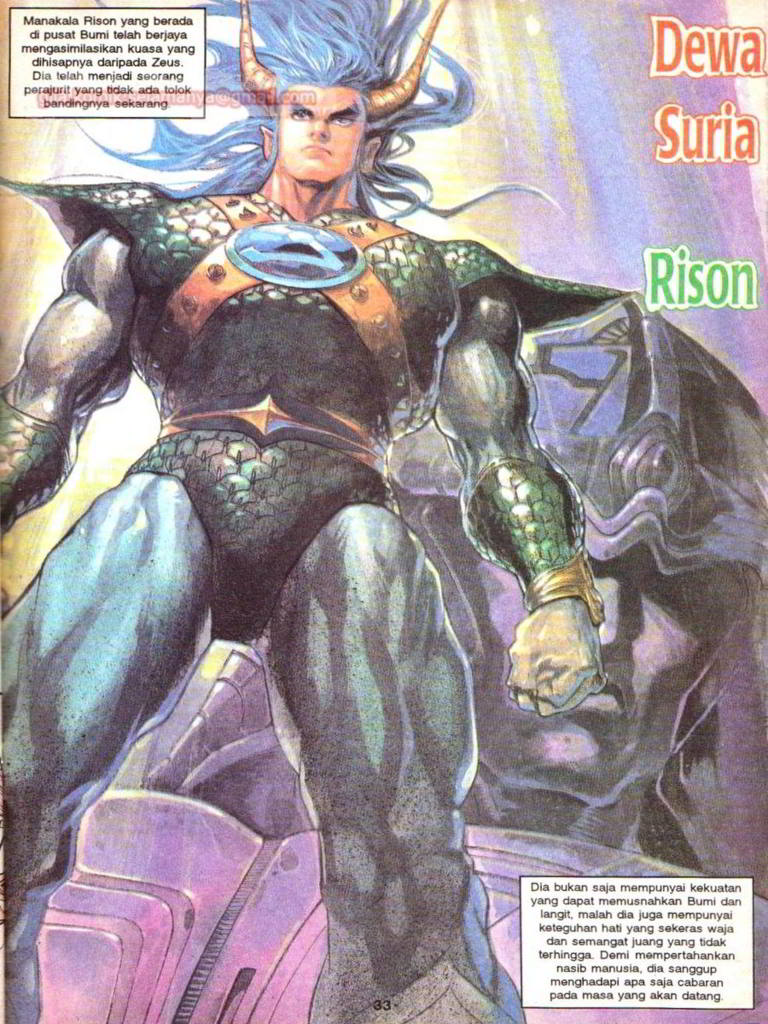 Manakala Rison yang berada
di pusat Bumi telah berjaya
mengasimilasikan kuasa yang
dihisapnya daripada Zeus.
Dia telah menjadi seorang
perajurit yang tidak ada tolok
bandingnya sekarang.
Dewa
Suria
Rison
Dia bukan saja mempunyai kekuatan
yang dapat memusnahkan Bumi dan
langit, malah dia juga mempunyai
keteguhan hati yang sekeras waja
dan semangat juang yang tidak
terhingga. Demi mempertahankan
nasib manusia, dia sanggup
menghadapi apa saja cabaran
pada masa yang akan datang.
33